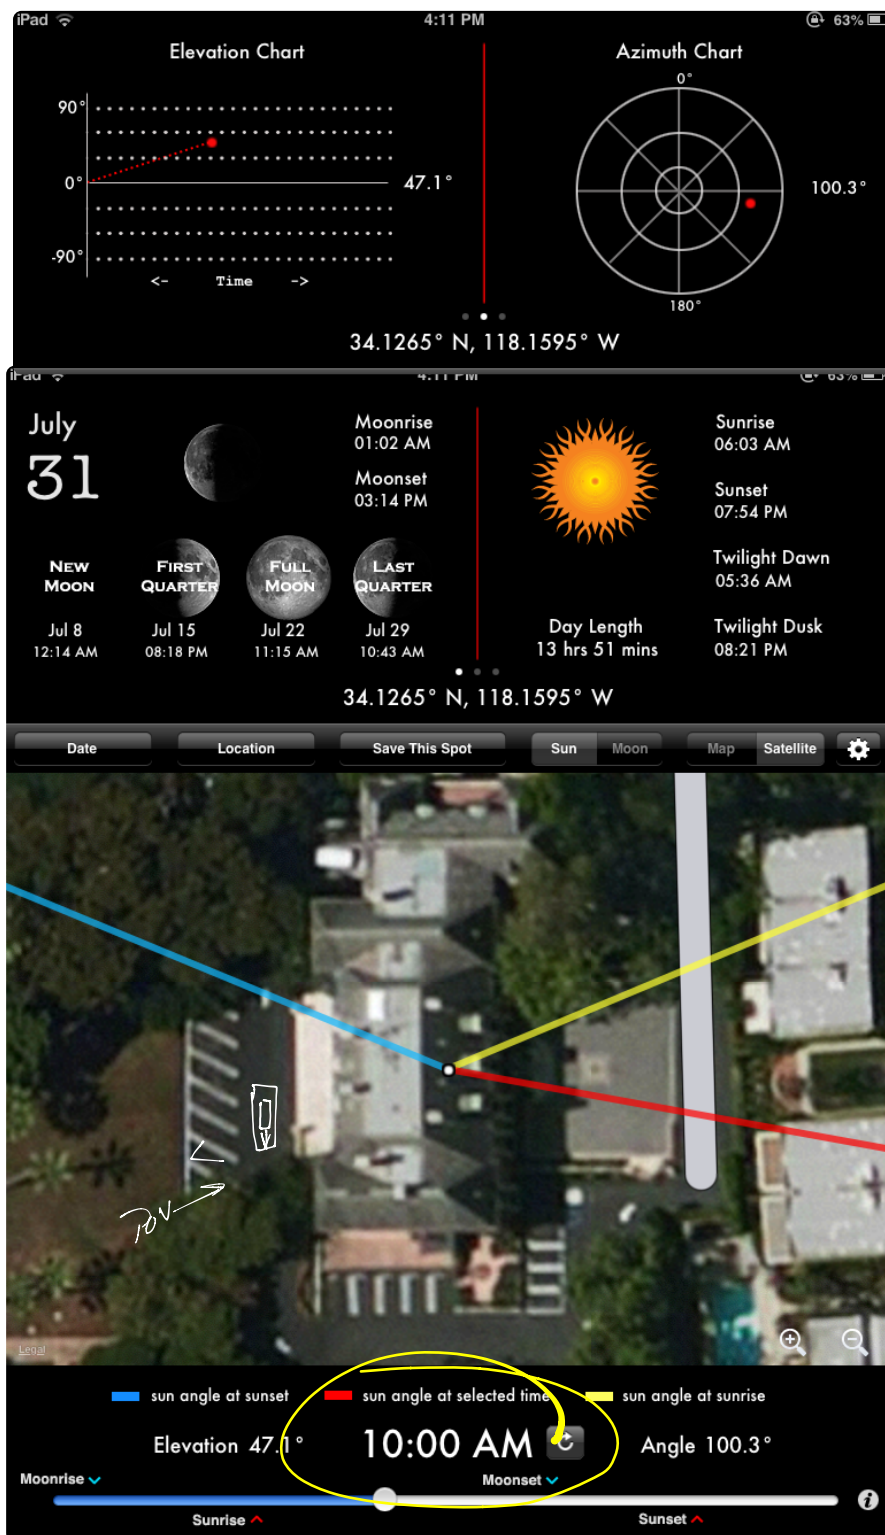 iPad 4:11 PM 63%
Elevation Chart
Azimuth Chart
90°
0°
-90°
47.1°
<- Time ->
0°
100.3°
180°
34.1265° N, 118.1595° W
iPad 4:11 PM 63%
July
31
Moonrise
01:02 AM
Moonset
03:14 PM
NEW MOON
FIRST QUARTER
FULL MOON
LAST QUARTER
Jul 8
12:14 AM
Jul 15
08:18 PM
Jul 22
11:15 AM
Jul 29
10:43 AM
Sunrise
06:03 AM
Sunset
07:54 PM
Twilight Dawn
05:36 AM
Twilight Dusk
08:21 PM
Day Length
13 hrs 51 mins
34.1265° N, 118.1595° W
Date Location Save This Spot Sun Moon Map Satellite
POV
Legal
sun angle at sunset sun angle at selected time sun angle at sunrise
Elevation 47.1° 10:00 AM Angle 100.3°
Moonrise Moonset
Sunrise Sunset